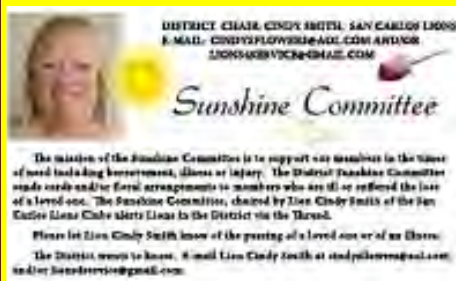 DISTRICT CHAIR: CINDY SMITH, SAN CARLOS LIONS
E-MAIL: CINDYSFLOWERS@AOL.COM AND/OR
LIONS4SERVICE@GMAIL.COM
Sunshine Committee
The mission of the Sunshine Committee is to support our members in the times
of need including bereavement, illness or injury. The District Sunshine Committee
sends cards and/or floral arrangements to members who are ill or suffered the loss
of a loved one. The Sunshine Committee, chaired by Lion Cindy Smith of the San
Carlos Lions Clubs alerts Lions in the District via the Thread.
Please let Lion Cindy Smith know of the passing of a loved one or of an illness.
The District wants to know. E-mail Lion Cindy Smith at cindysflowers@aol.com
and/or